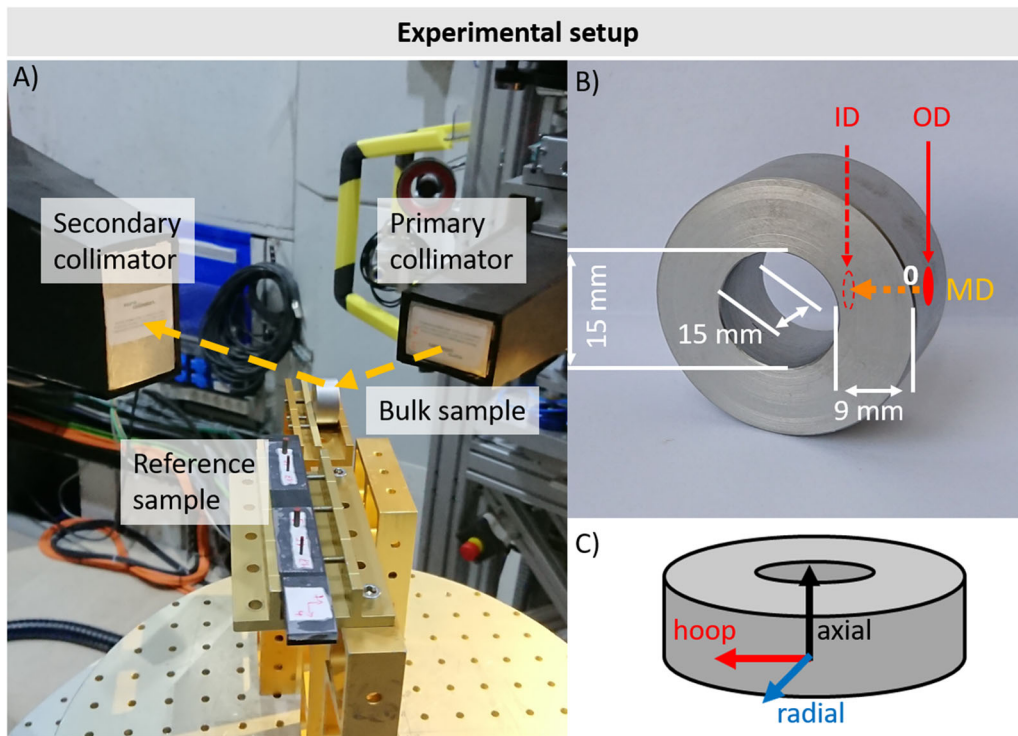 Experimental setup
A)
Secondary
collimator
Primary
collimator
Bulk sample
Reference
sample
B)
ID
OD
0
MD
15 mm
15 mm
9 mm
C)
hoop
axial
radial